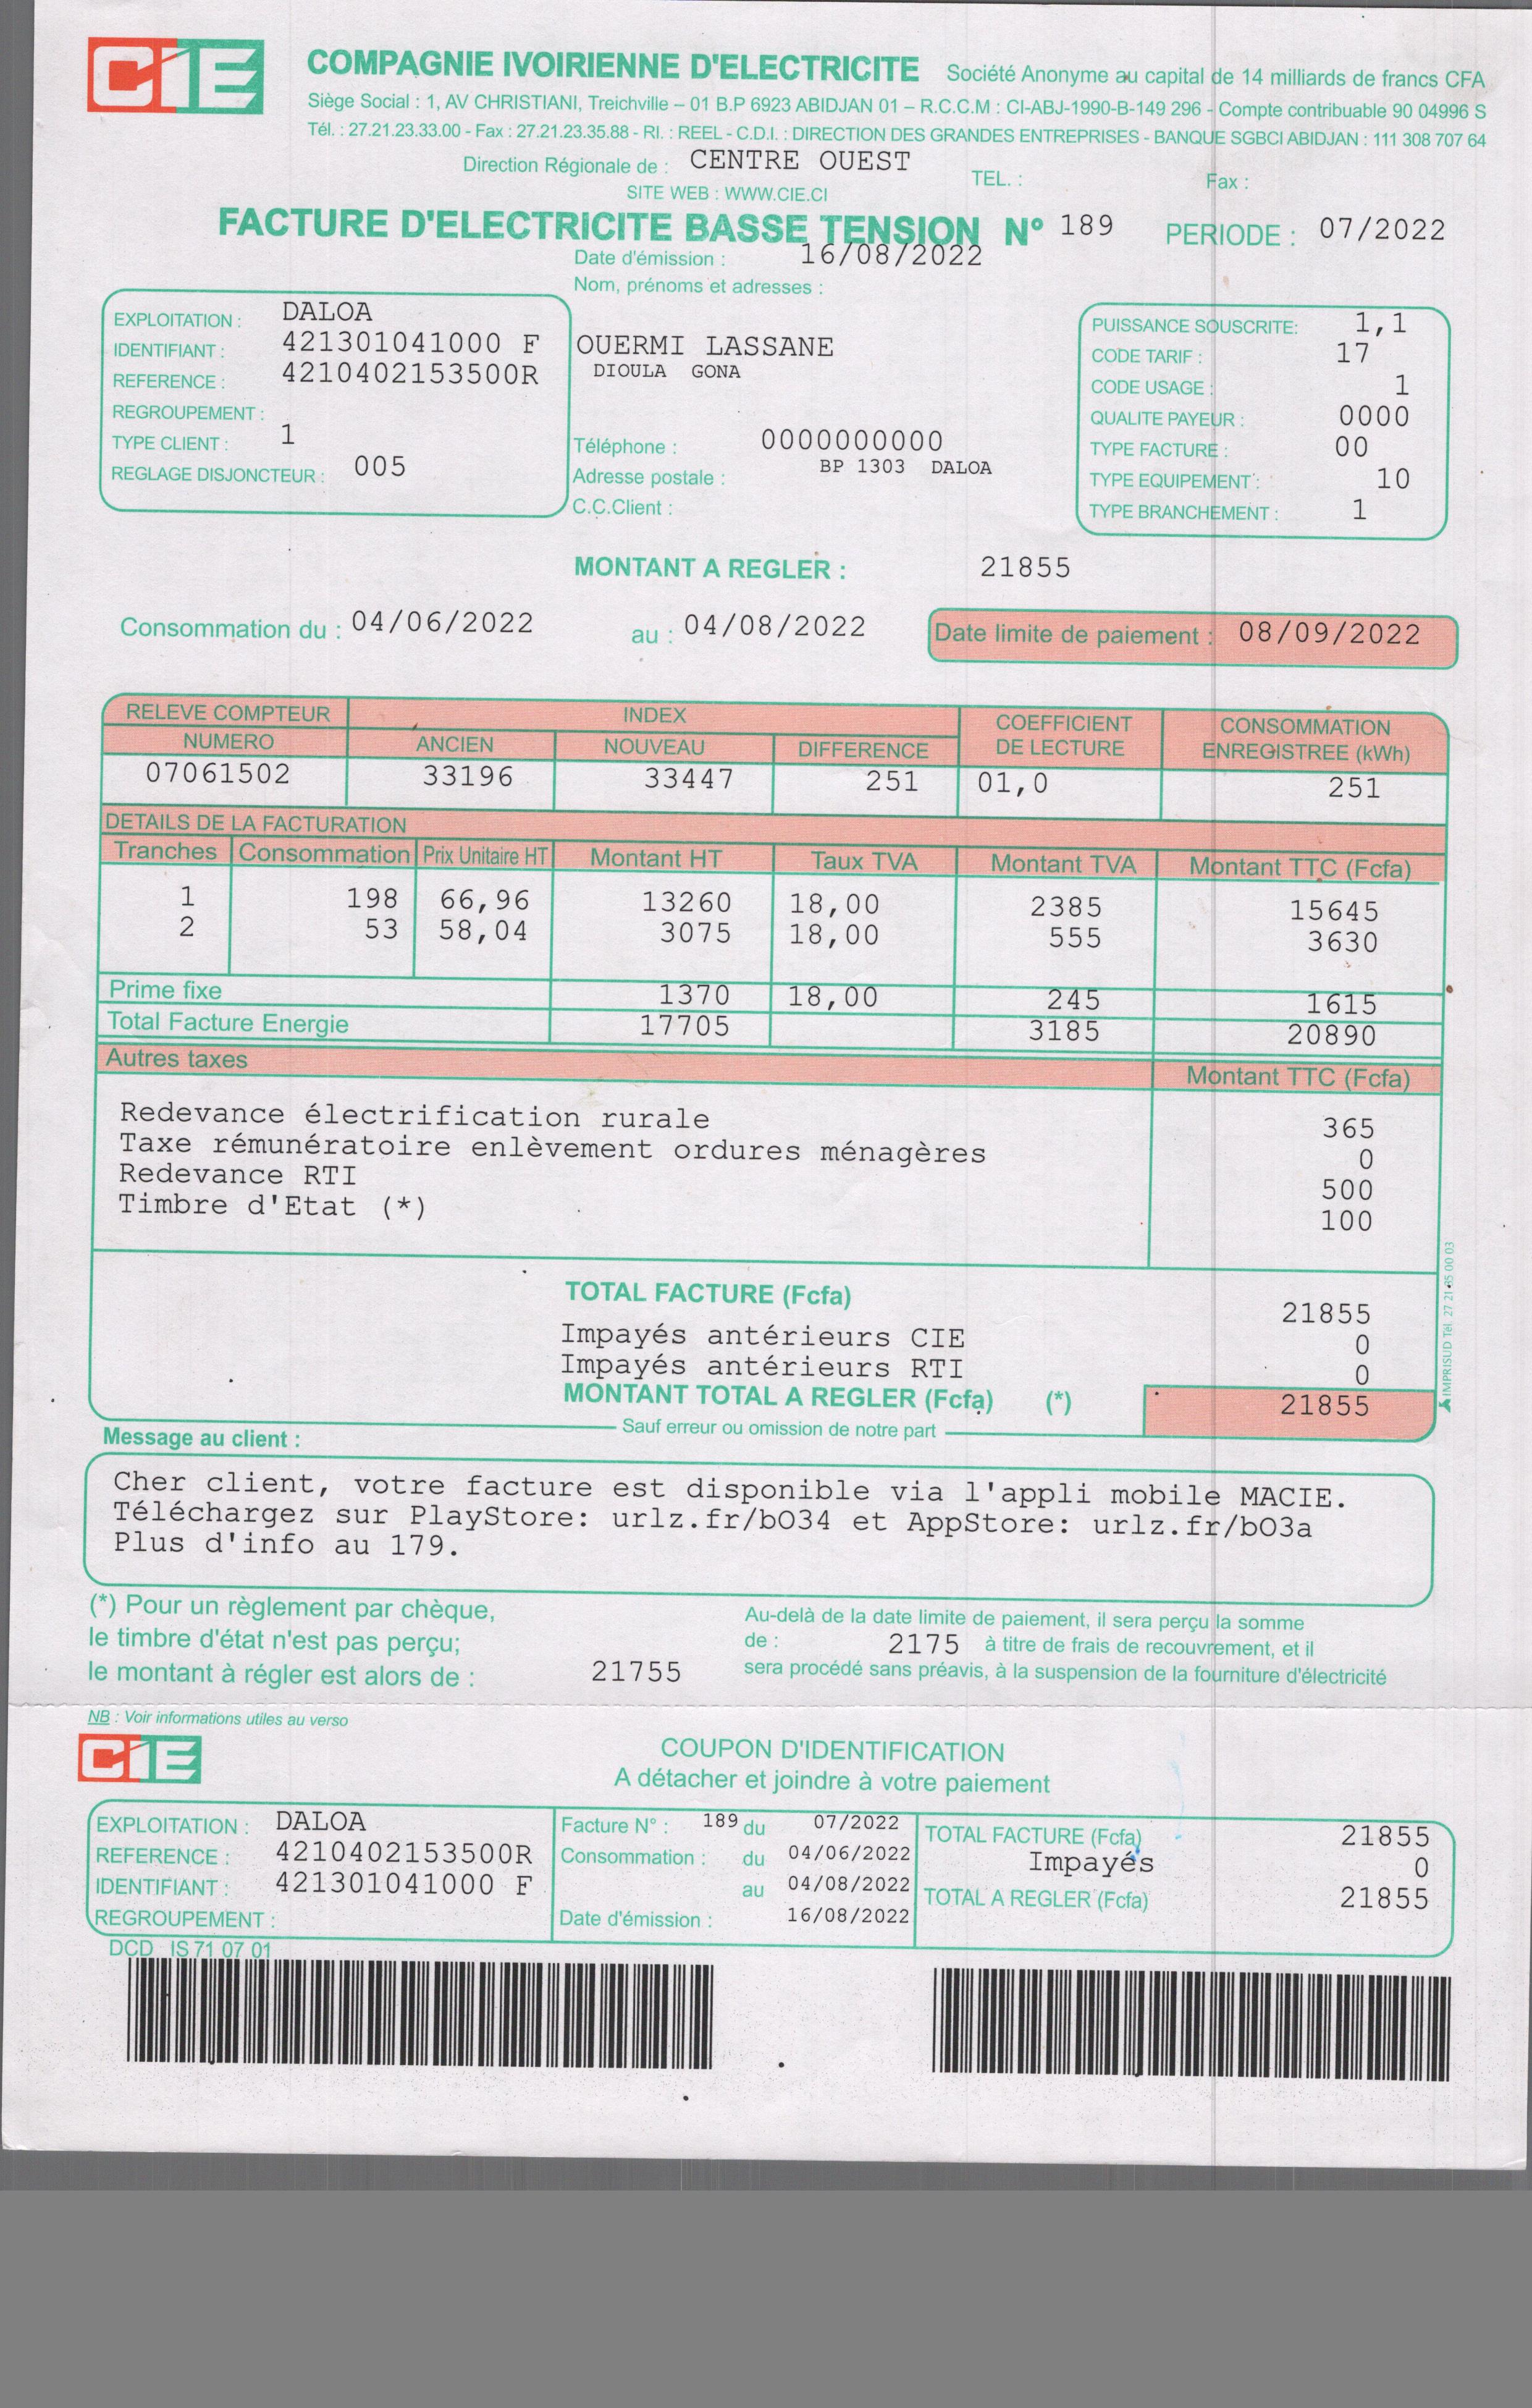 CIE
COMPAGNIE IVOIRIENNE D'ELECTRICITE Société Anonyme au capital de 14 milliards de francs CFA
Siège Social : 1, AV CHRISTIANI, Treichville – 01 B.P 6923 ABIDJAN 01 – R.C.C.M : CI-ABJ-1990-B-149 296 - Compte contribuable 90 04996 S
Tél. : 27.21.23.33.00 - Fax : 27.21.23.35.88 - RI. : REEL - C.D.I. : DIRECTION DES GRANDES ENTREPRISES - BANQUE SGBCI ABIDJAN : 111 308 707 64
Direction Régionale de : CENTRE OUEST TEL. : Fax :
SITE WEB : WWW.CIE.CI
FACTURE D'ELECTRICITE BASSE TENSION N° 189 PERIODE : 07/2022
Date d'émission : 16/08/2022
Nom, prénoms et adresses :
EXPLOITATION : DALOA
IDENTIFIANT : 421301041000 F
REFERENCE : 4210402153500R
REGROUPEMENT :
TYPE CLIENT : 1
REGLAGE DISJONCTEUR : 005
OUERMI LASSANE
DIOULA GONA
Téléphone : 0000000000
Adresse postale : BP 1303 DALOA
C.C.Client :
PUISSANCE SOUSCRITE: 1,1
CODE TARIF : 17
CODE USAGE : 1
QUALITE PAYEUR : 0000
TYPE FACTURE : 00
TYPE EQUIPEMENT : 10
TYPE BRANCHEMENT : 1
MONTANT A REGLER : 21855
Consommation du : 04/06/2022 au : 04/08/2022 Date limite de paiement : 08/09/2022
RELEVE COMPTEUR INDEX COEFFICIENT DE LECTURE CONSOMMATION ENREGISTREE (kWh)
NUMERO ANCIEN NOUVEAU DIFFERENCE
07061502 33196 33447 251 01,0 251
DETAILS DE LA FACTURATION
Tranches Consommation Prix Unitaire HT Montant HT Taux TVA Montant TVA Montant TTC (Fcfa)
1 198 66,96 13260 18,00 2385 15645
2 53 58,04 3075 18,00 555 3630
Prime fixe 1370 18,00 245 1615
Total Facture Energie 17705 3185 20890
Autres taxes Montant TTC (Fcfa)
Redevance électrification rurale 365
Taxe rémunératoire enlèvement ordures ménagères 0
Redevance RTI 500
Timbre d'Etat (*) 100
TOTAL FACTURE (Fcfa) 21855
Impayés antérieurs CIE 0
Impayés antérieurs RTI 0
MONTANT TOTAL A REGLER (Fcfa) (*) 21855
Sauf erreur ou omission de notre part
IMPRISUD Tél. 27 21 35 00 03
Message au client :
Cher client, votre facture est disponible via l'appli mobile MACIE.
Téléchargez sur PlayStore: urlz.fr/bO34 et AppStore: urlz.fr/bO3a
Plus d'info au 179.
(*) Pour un règlement par chèque,
le timbre d'état n'est pas perçu;
le montant à régler est alors de : 21755
Au-delà de la date limite de paiement, il sera perçu la somme
de : 2175 à titre de frais de recouvrement, et il
sera procédé sans préavis, à la suspension de la fourniture d'électricité
NB : Voir informations utiles au verso
CIE
COUPON D'IDENTIFICATION
A détacher et joindre à votre paiement
EXPLOITATION : DALOA
REFERENCE : 4210402153500R
IDENTIFIANT : 421301041000 F
REGROUPEMENT :
Facture N° : 189 du 07/2022
Consommation : du 04/06/2022
au 04/08/2022
Date d'émission : 16/08/2022
TOTAL FACTURE (Fcfa) 21855
Impayés 0
TOTAL A REGLER (Fcfa) 21855
DCD IS 71 07 01